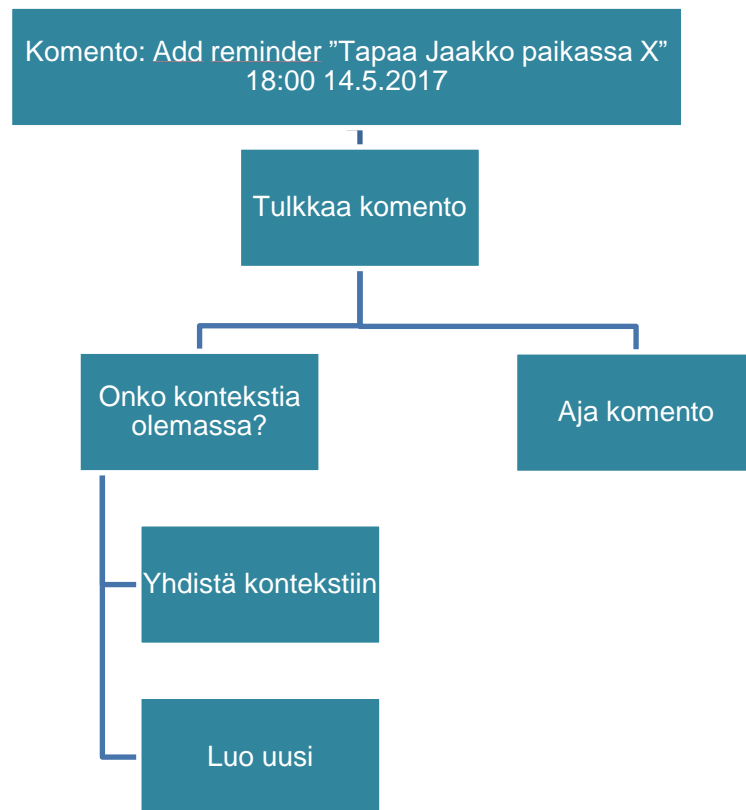 Komento: Add reminder ”Tapaa Jaakko paikassa X”
18:00 14.5.2017
Tulkkaa komento
Onko kontekstia
olemassa?
Aja komento
Yhdistä kontekstiin
Luo uusi